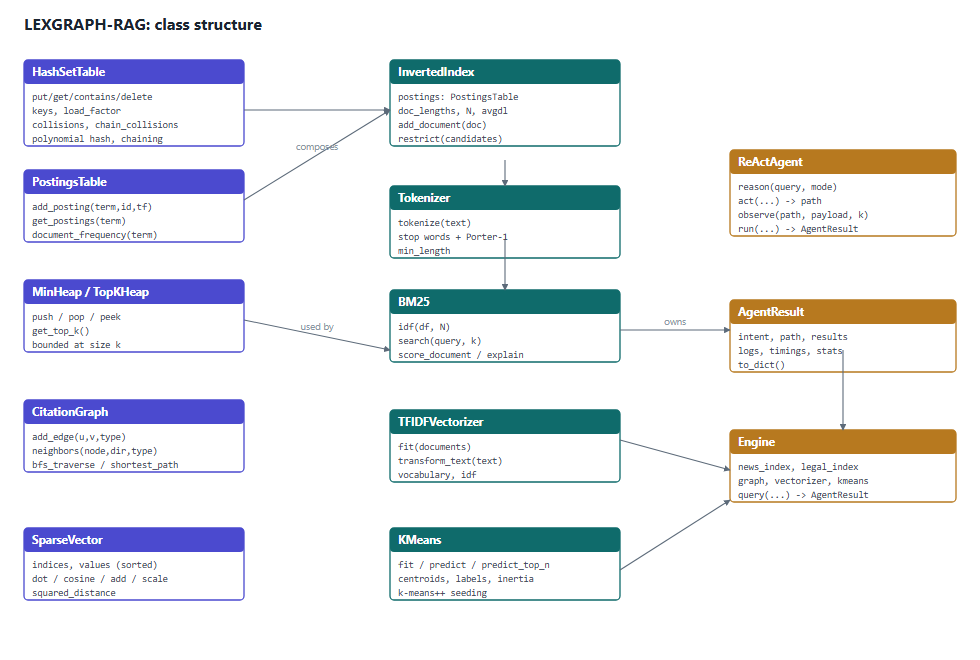 LEXGRAPH-RAG: class structure
HashSetTable
put/get/contains/delete
keys, load_factor
collisions, chain_collisions
polynomial hash, chaining
PostingsTable
add_posting(term,id,tf)
get_postings(term)
document_frequency(term)
MinHeap / TopKHeap
push / pop / peek
get_top_k()
bounded at size k
CitationGraph
add_edge(u,v,type)
neighbors(node,dir,type)
bfs_traverse / shortest_path
SparseVector
indices, values (sorted)
dot / cosine / add / scale
squared_distance
composes
used by
InvertedIndex
postings: PostingsTable
doc_lengths, N, avgdl
add_document(doc)
restrict(candidates)
Tokenizer
tokenize(text)
stop words + Porter-1
min_length
BM25
idf(df, N)
search(query, k)
score_document / explain
TFIDFVectorizer
fit(documents)
transform_text(text)
vocabulary, idf
KMeans
fit / predict / predict_top_n
centroids, labels, inertia
k-means++ seeding
owns
ReActAgent
reason(query, mode)
act(...) -> path
observe(path, payload, k)
run(...) -> AgentResult
AgentResult
intent, path, results
logs, timings, stats
to_dict()
Engine
news_index, legal_index
graph, vectorizer, kmeans
query(...) -> AgentResult